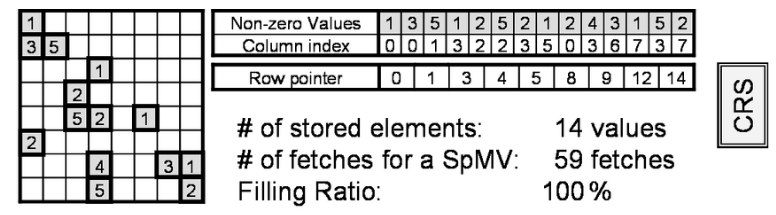 1
3 5
1
2
5 2 1
2
4 3 1
5 2
Non-zero Values 1 3 5 1 2 5 2 1 2 4 3 1 5 2
Column index 0 0 1 3 2 2 3 5 0 3 6 7 3 7
Row pointer 0 1 3 4 5 8 9 12 14
# of stored elements: 14 values
# of fetches for a SpMV: 59 fetches
Filling Ratio: 100%
CRS